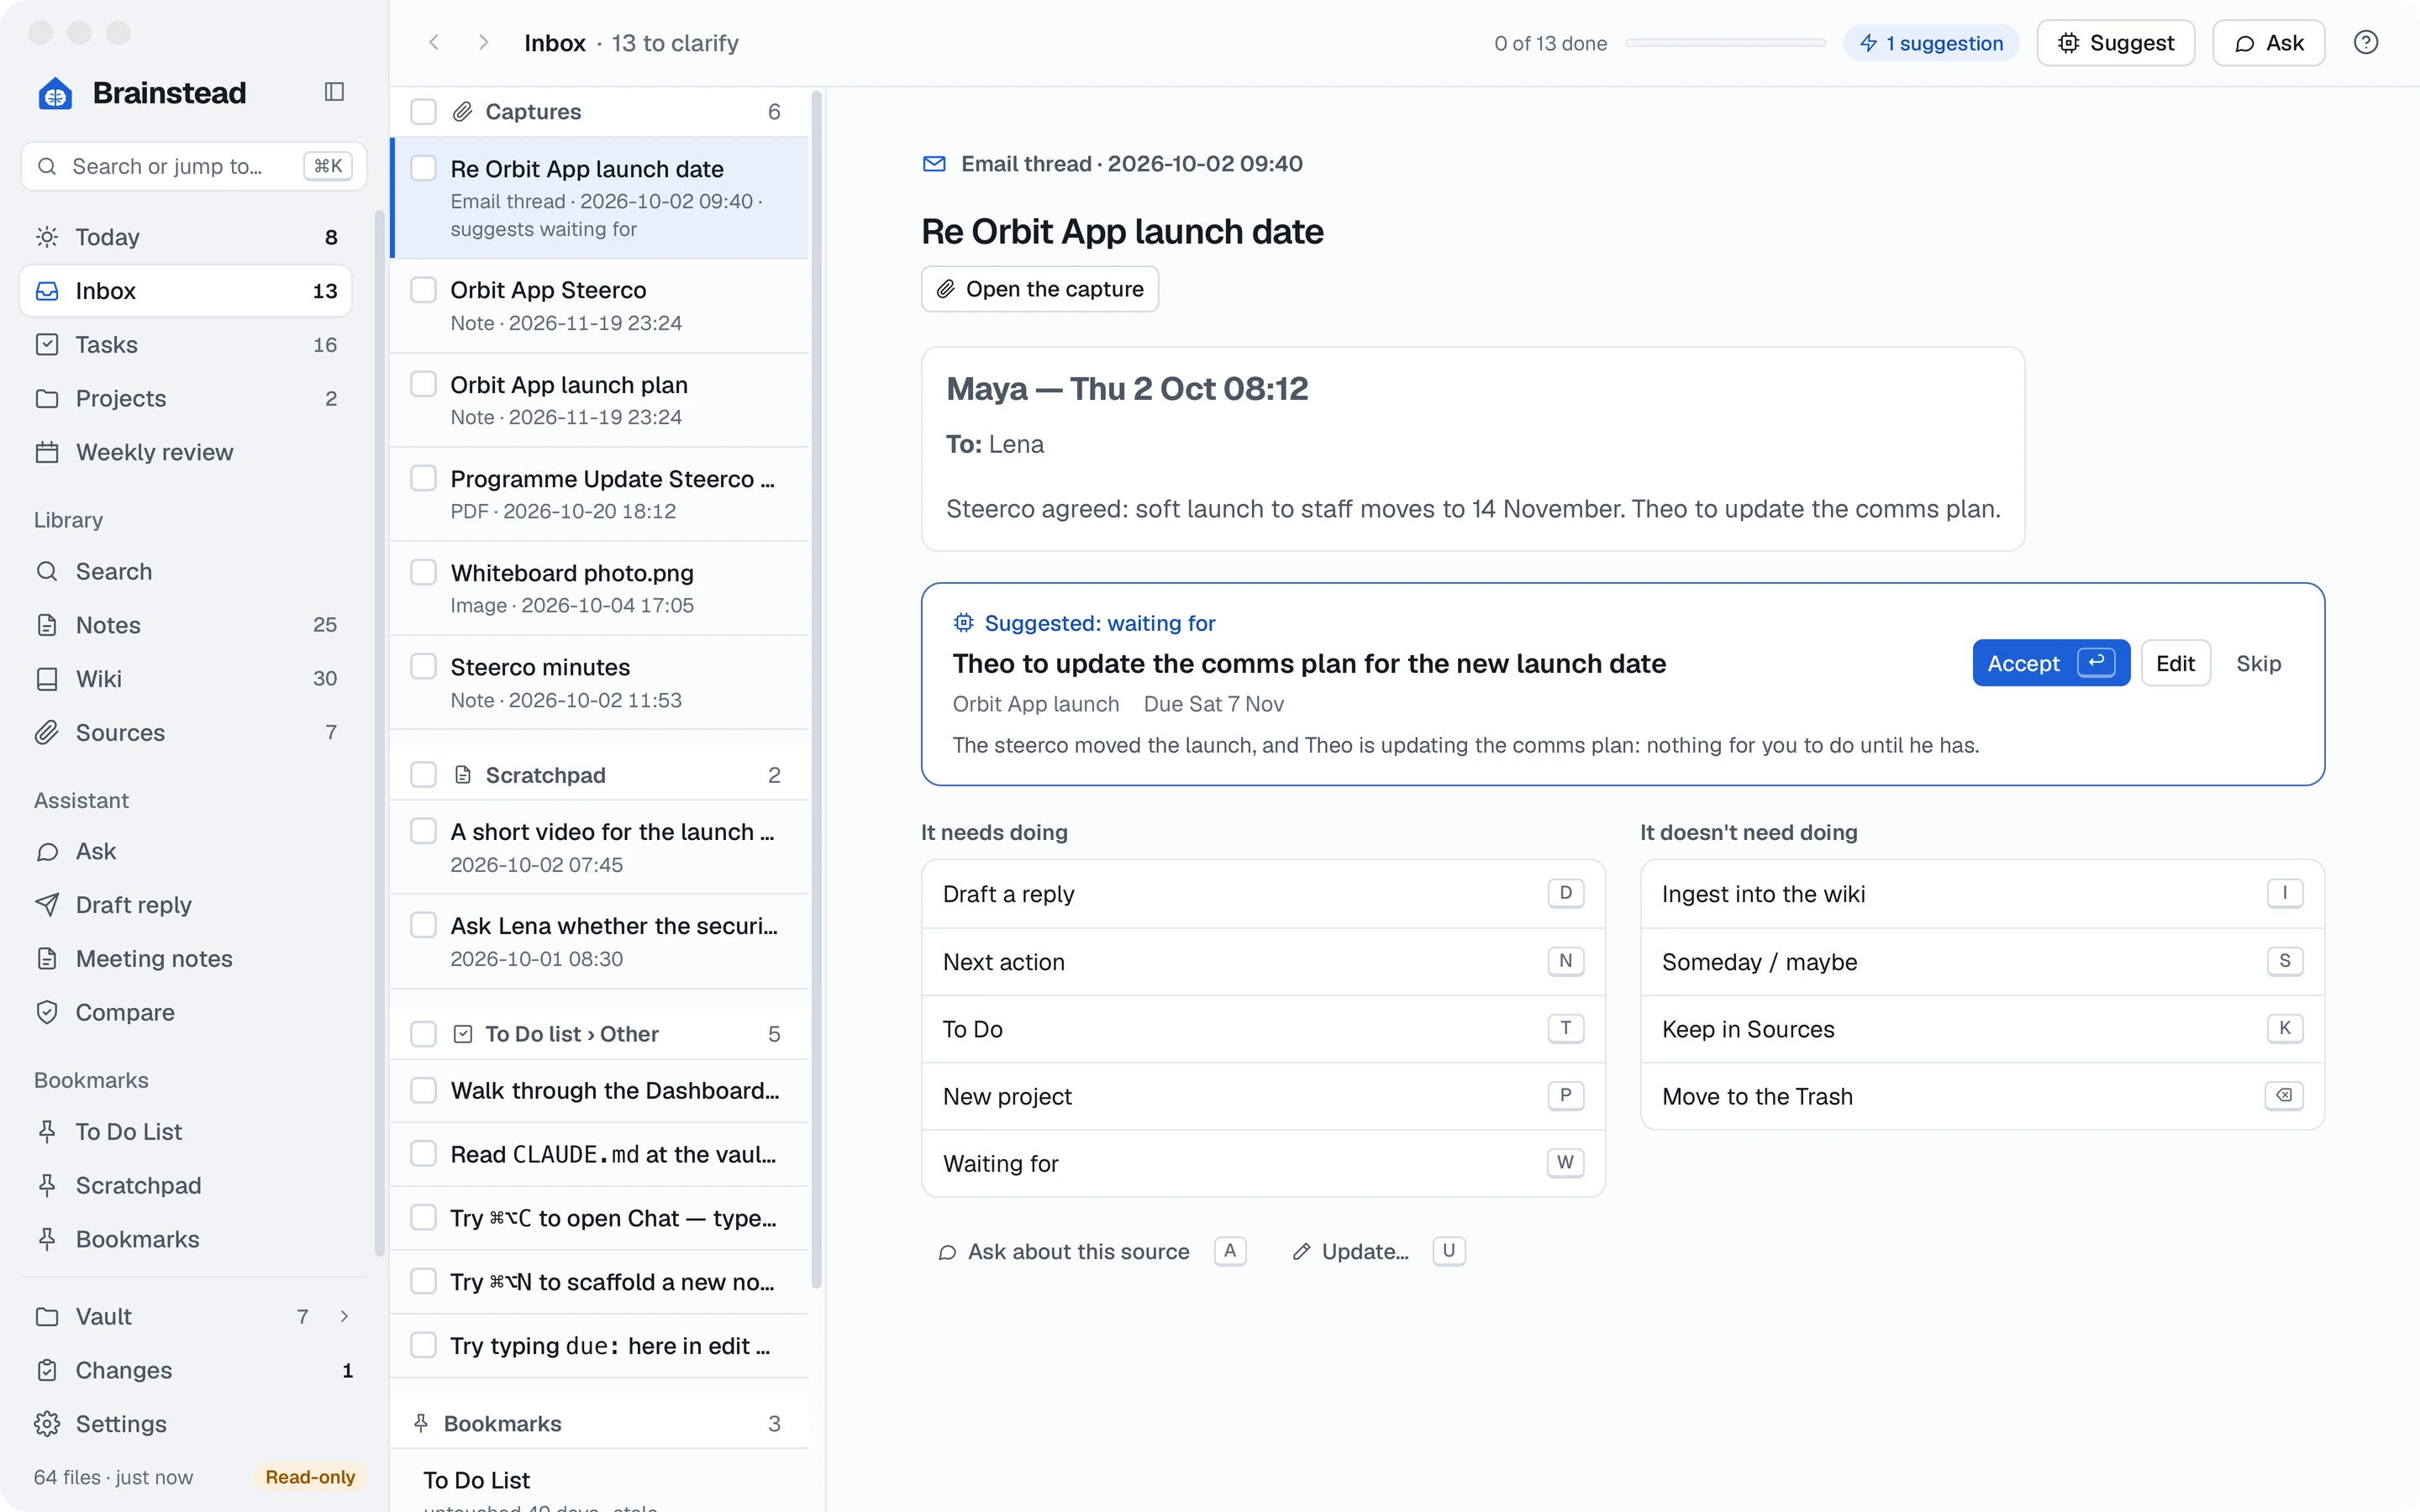 Brainstead
Search or jump to... ⌘K
Today 8
Inbox 13
Tasks 16
Projects 2
Weekly review
Library
Search
Notes 25
Wiki 30
Sources 7
Assistant
Ask
Draft reply
Meeting notes
Compare
Bookmarks
To Do List
Scratchpad
Bookmarks
Vault 7
Changes 1
Settings
64 files · just now Read-only
Inbox · 13 to clarify
0 of 13 done
1 suggestion
Suggest
Ask
Captures 6
Re Orbit App launch date
Email thread · 2026-10-02 09:40 ·
suggests waiting for
Orbit App Steerco
Note · 2026-11-19 23:24
Orbit App launch plan
Note · 2026-11-19 23:24
Programme Update Steerco ...
PDF · 2026-10-20 18:12
Whiteboard photo.png
Image · 2026-10-04 17:05
Steerco minutes
Note · 2026-10-02 11:53
Scratchpad 2
A short video for the launch ...
2026-10-02 07:45
Ask Lena whether the securi...
2026-10-01 08:30
To Do list › Other 5
Walk through the Dashboard...
Read CLAUDE.md at the vaul...
Try ⌘⌥C to open Chat — type...
Try ⌘⌥N to scaffold a new no...
Try typing due: here in edit ...
Bookmarks 3
To Do List
Email thread · 2026-10-02 09:40
Re Orbit App launch date
Open the capture
Maya — Thu 2 Oct 08:12
To: Lena
Steerco agreed: soft launch to staff moves to 14 November. Theo to update the comms plan.
Suggested: waiting for
Theo to update the comms plan for the new launch date
Orbit App launch Due Sat 7 Nov
The steerco moved the launch, and Theo is updating the comms plan: nothing for you to do until he has.
Accept
Edit
Skip
It needs doing
Draft a reply D
Next action N
To Do T
New project P
Waiting for W
It doesn't need doing
Ingest into the wiki I
Someday / maybe S
Keep in Sources K
Move to the Trash
Ask about this source A
Update... U